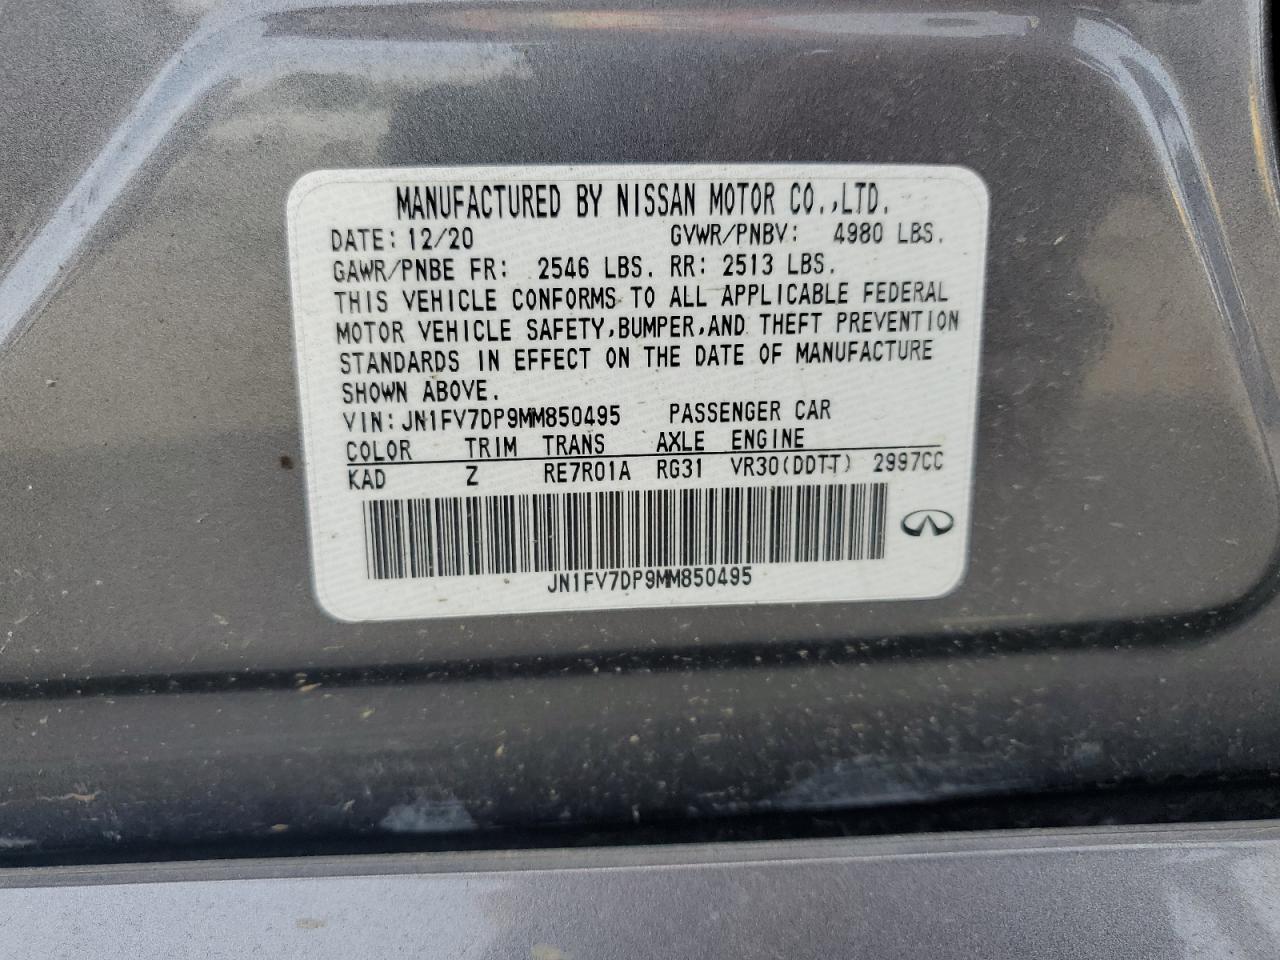 MANUFACTURED BY NISSAN MOTOR CO.,LTD.
DATE: 12/20 GVWR/PNBV: 4980 LBS.
GAWR/PNBE FR: 2546 LBS. RR: 2513 LBS.
THIS VEHICLE CONFORMS TO ALL APPLICABLE FEDERAL
MOTOR VEHICLE SAFETY,BUMPER,AND THEFT PREVENTION
STANDARDS IN EFFECT ON THE DATE OF MANUFACTURE
SHOWN ABOVE.
VIN:JN1FV7DP9MM850495 PASSENGER CAR
COLOR TRIM TRANS AXLE ENGINE
KAD Z RE7R01A RG31 VR30(DDTT) 2997CC
JN1FV7DP9MM850495